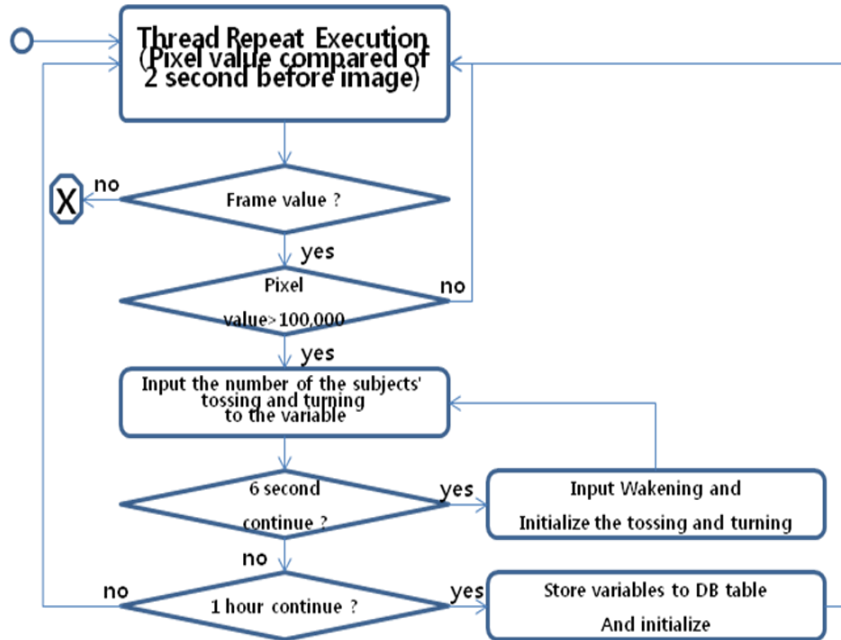 Thread Repeat Execution
(Pixel value compared of
2 second before image)
X
no
Frame value ?
yes
Pixel
value>100,000
no
yes
Input the number of the subjects'
tossing and turning
to the variable
6 second
continue ?
yes
Input Wakening and
Initialize the tossing and turning
no
no
1 hour continue ?
yes
Store variables to DB table
And initialize